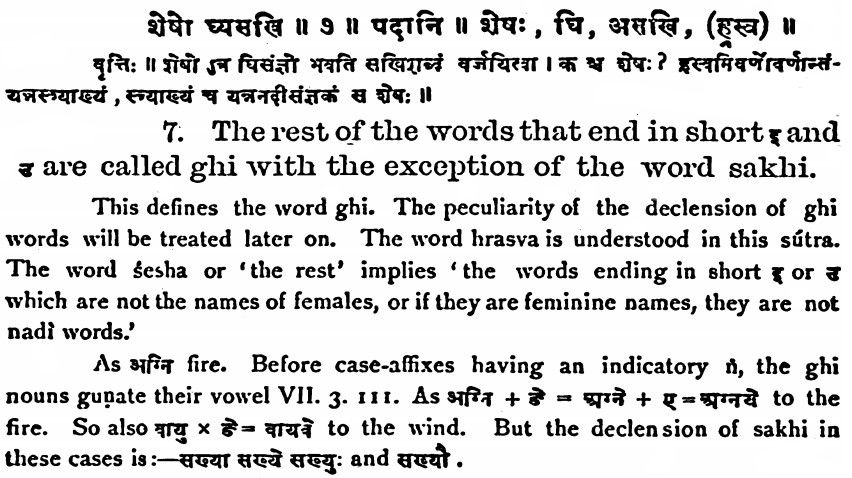 शेषो घ्यसखि ॥ ७ ॥ पदानि ॥ शेषः , घि, असखि, (ह्रस्व) ॥
वृत्तिः ॥ शेषो ऽत्र घिसंज्ञो भवति सखिशब्दं वर्जयित्वा । क श्च शेषः? ह्रस्वमिवर्णोवर्णान्तं-
यन्नस्त्र्याख्यं , स्त्र्याख्यं च यन्ननदीसंज्ञकं स शेषः ॥
7. The rest of the words that end in short इ and
उ are called ghi with the exception of the word sakhi.
This defines the word ghi. The peculiarity of the declension of ghi
words will be treated later on. The word hrasva is understood in this sútra.
The word śesha or 'the rest' implies 'the words ending in short इ or उ
which are not the names of females, or if they are feminine names, they are not
nadî words.'
As अग्नि fire. Before case-affixes having an indicatory ṅ, the ghi
nouns guṇate their vowel VII. 3. 111. As अग्नि + ङे = अग्ने + ए = अग्नये to the
fire. So also वायु × ङे = वायवे to the wind. But the declension of sakhi in
these cases is :—सख्या सख्ये सख्युः and सख्यौ .